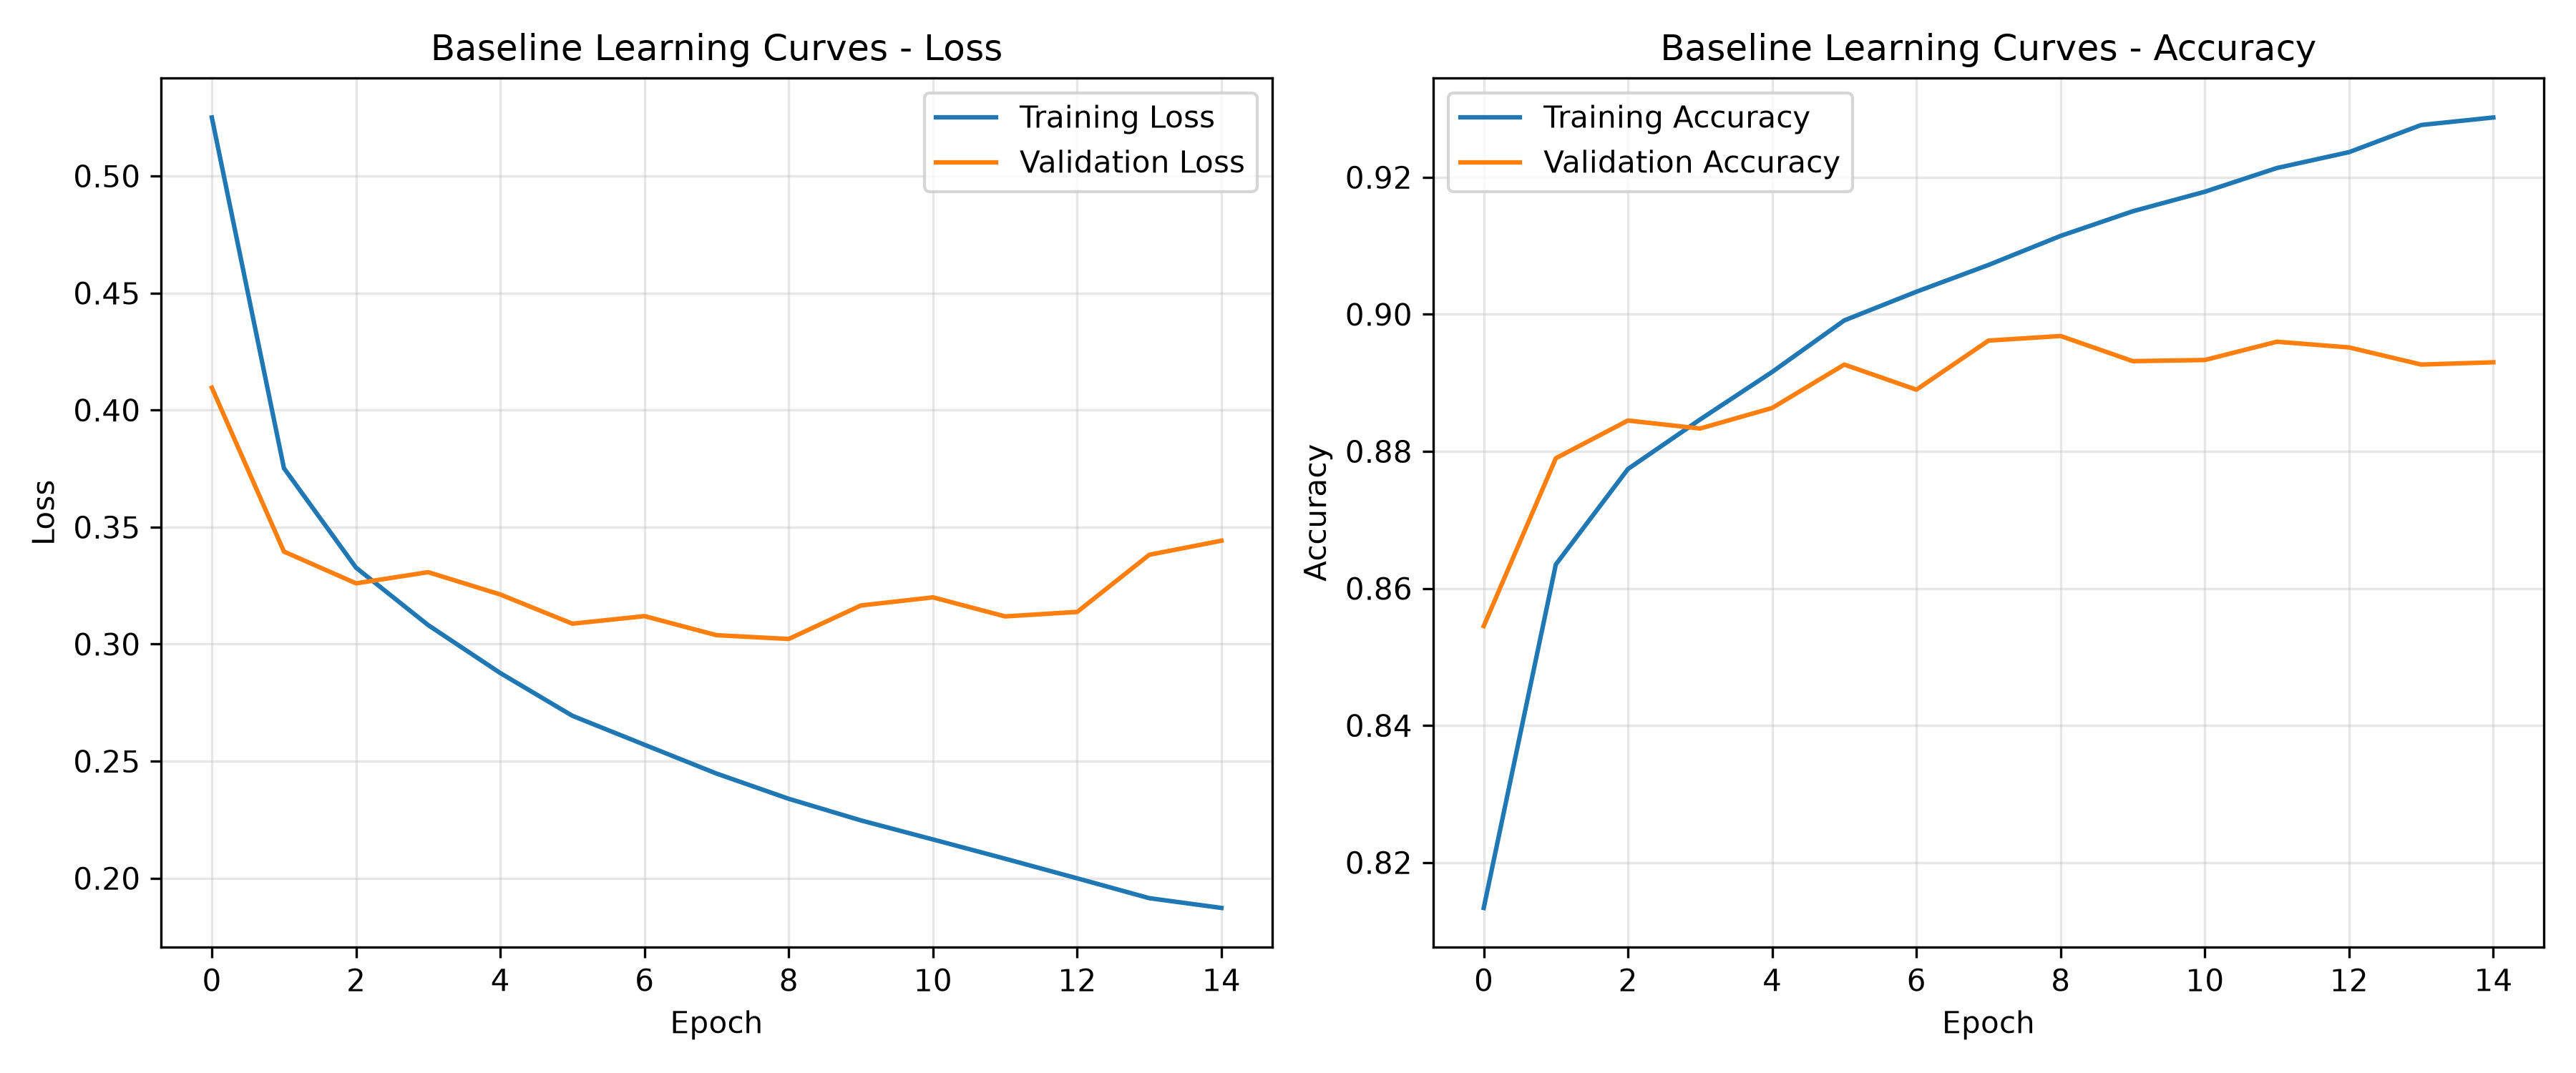 Baseline Learning Curves - Loss
Training Loss
Validation Loss
0.50
0.45
0.40
0.35
0.30
0.25
0.20
Loss
0 2 4 6 8 10 12 14
Epoch
Baseline Learning Curves - Accuracy
Training Accuracy
Validation Accuracy
0.92
0.90
0.88
0.86
0.84
0.82
Accuracy
0 2 4 6 8 10 12 14
Epoch